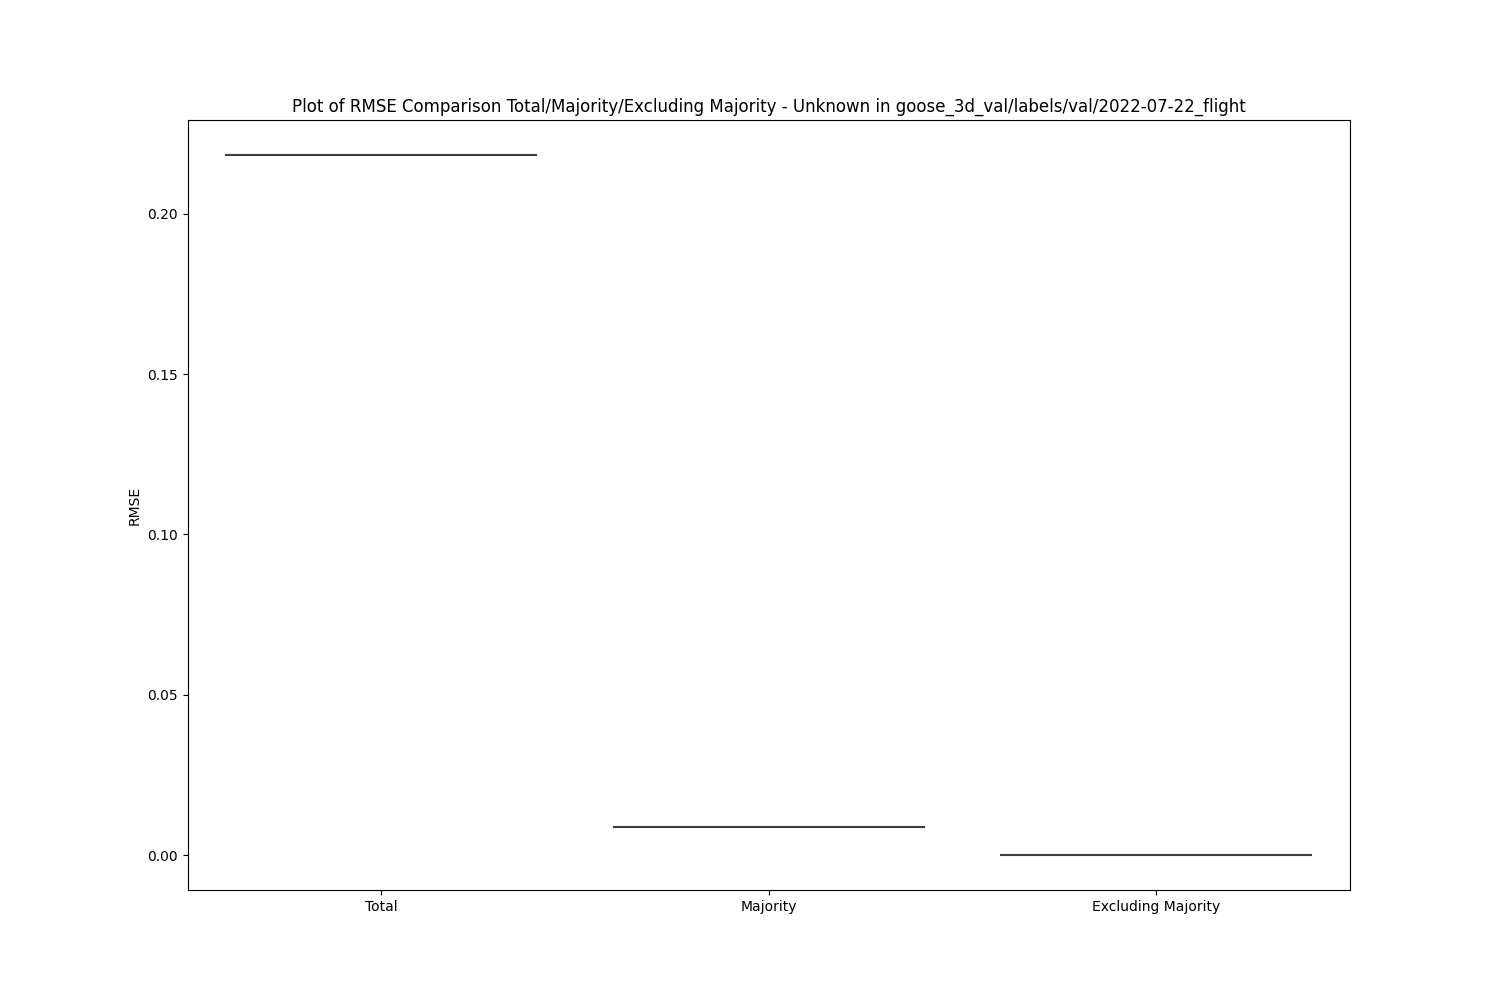 Plot of RMSE Comparison Total/Majority/Excluding Majority - Unknown in goose_3d_val/labels/val/2022-07-22_flight
0.20
0.15
0.10
0.05
0.00
RMSE
Total
Majority
Excluding Majority